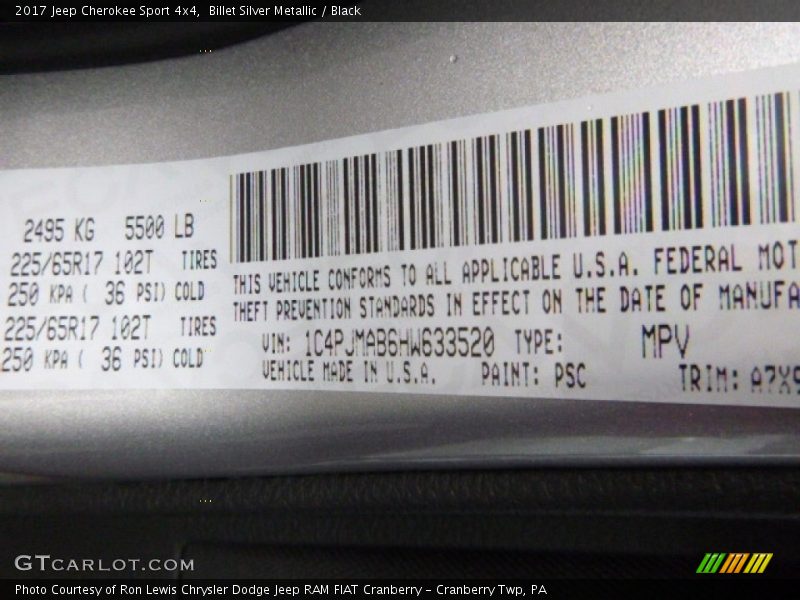 2017 Jeep Cherokee Sport 4x4,  Billet Silver Metallic / Black
2495 KG 5500 LB
225/65R17 102T TIRES
250 KPA ( 36 PSI) COLD
225/65R17 102T TIRES
250 KPA ( 36 PSI) COLD
THIS VEHICLE CONFORMS TO ALL APPLICABLE U.S.A. FEDERAL MOT
THEFT PREVENTION STANDARDS IN EFFECT ON THE DATE OF MANUFA
VIN: 1C4PJMAB6HW633520 TYPE: MPV
VEHICLE MADE IN U.S.A. PAINT: PSC TRIM: A7X9
GTCARLOT.COM
Photo Courtesy of Ron Lewis Chrysler Dodge Jeep RAM FIAT Cranberry – Cranberry Twp, PA